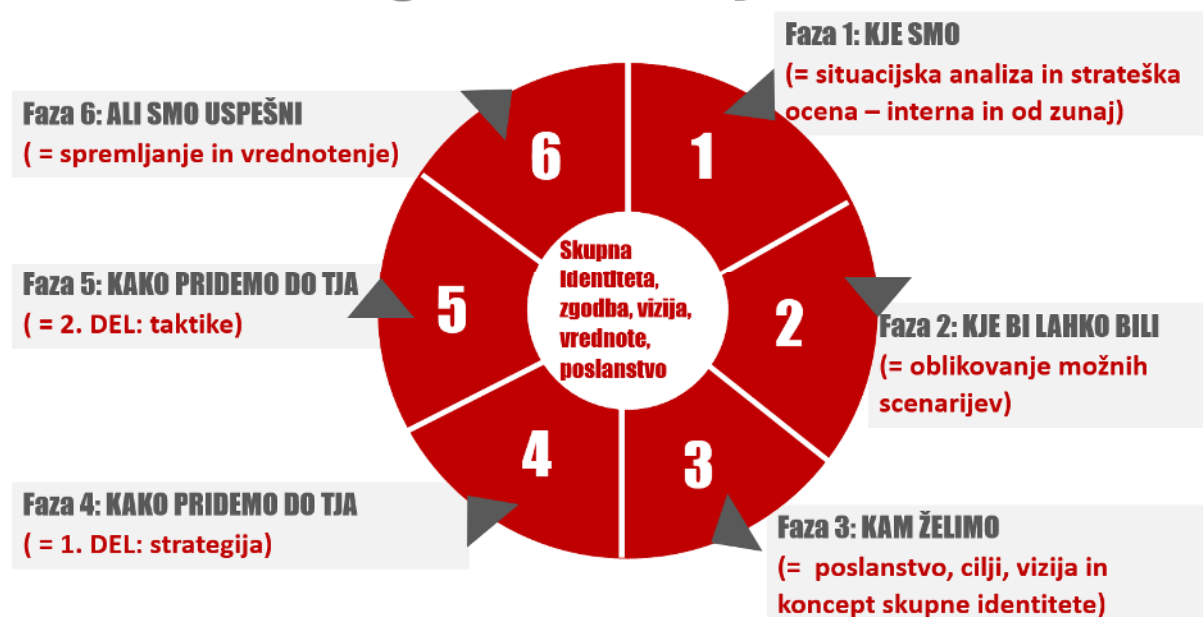 Faza 1: KJE SMO
(= situacijska analiza in strateška
ocena – interna in od zunaj)
Faza 6: ALI SMO USPEŠNI
( = spremljanje in vrednotenje)
6
1
Skupna
identiteta,
zgodba, vizija,
vrednote,
poslanstvo
Faza 5: KAKO PRIDEMO DO TJA
( = 2. DEL: taktike)
5
2
Faza 2: KJE BI LAHKO BILI
(= oblikovanje možnih
scenarijev)
4
3
Faza 4: KAKO PRIDEMO DO TJA
( = 1. DEL: strategija)
Faza 3: KAM ŽELIMO
(= poslanstvo, cilji, vizija in
koncept skupne identitete)